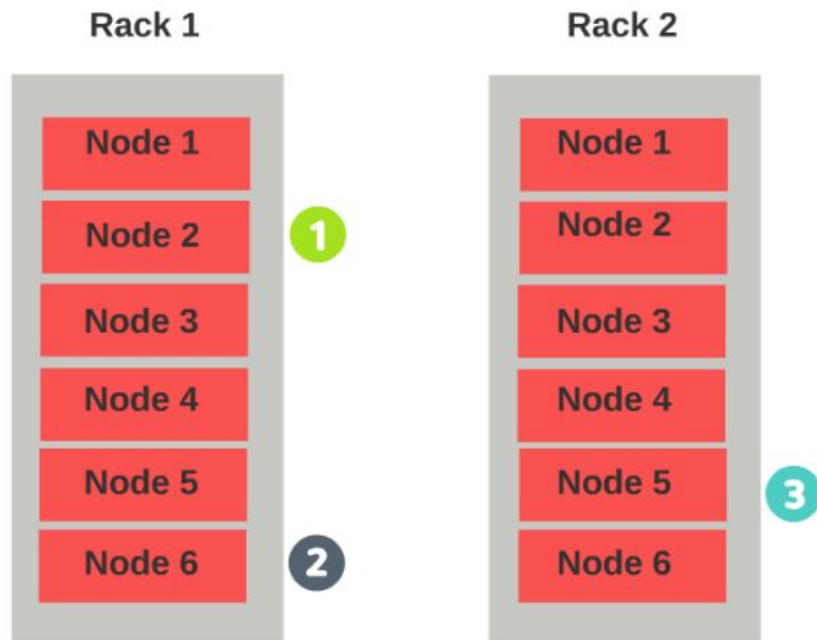 Rack 1
Node 1
Node 2
1
Node 3
Node 4
Node 5
Node 6
2
Rack 2
Node 1
Node 2
Node 3
Node 4
Node 5
3
Node 6